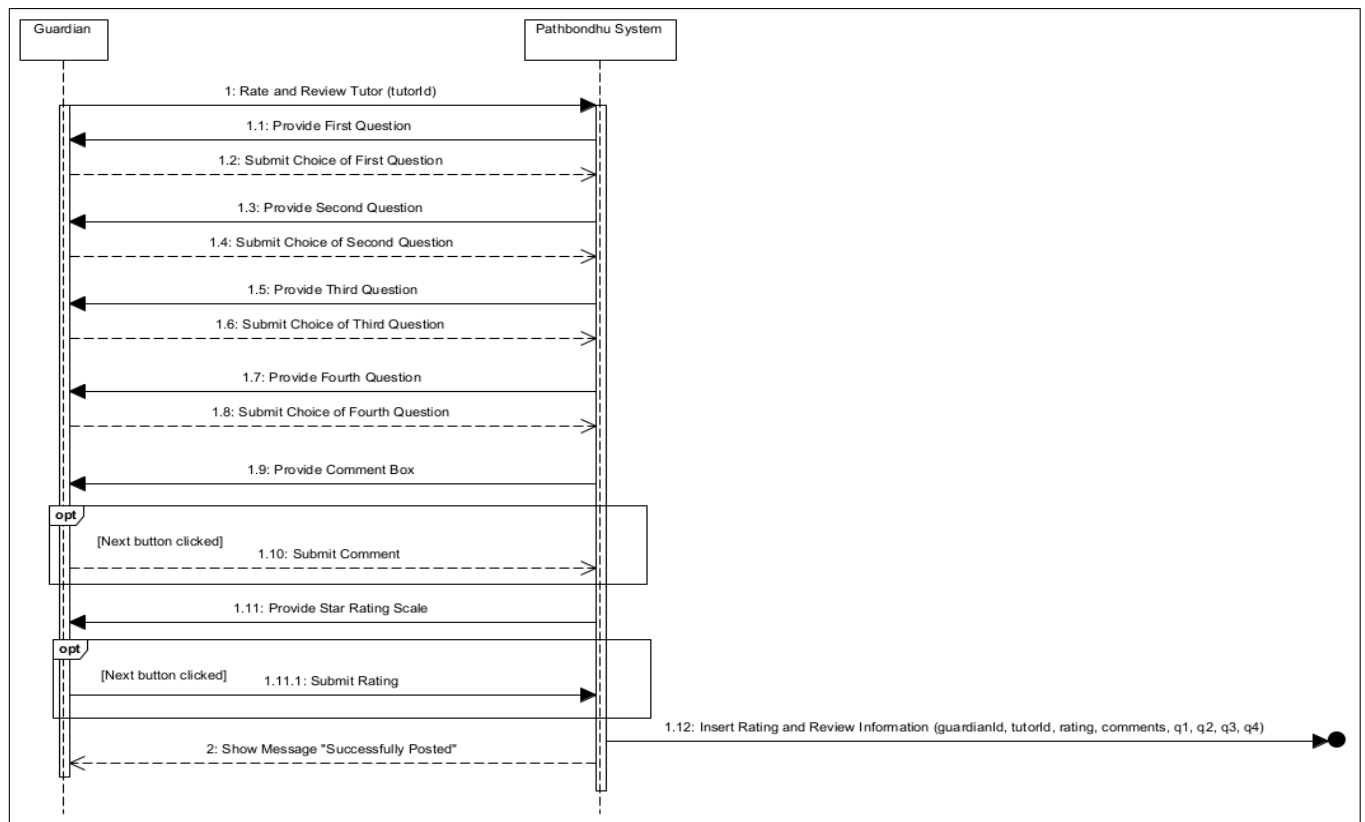 Guardian
Pathbondhu System
1: Rate and Review Tutor (tutorId)
1.1: Provide First Question
1.2: Submit Choice of First Question
1.3: Provide Second Question
1.4: Submit Choice of Second Question
1.5: Provide Third Question
1.6: Submit Choice of Third Question
1.7: Provide Fourth Question
1.8: Submit Choice of Fourth Question
1.9: Provide Comment Box
opt
[Next button clicked]
1.10: Submit Comment
1.11: Provide Star Rating Scale
opt
[Next button clicked]
1.11.1: Submit Rating
1.12: Insert Rating and Review Information (guardianId, tutorId, rating, comments, q1, q2, q3, q4)
2: Show Message "Successfully Posted"